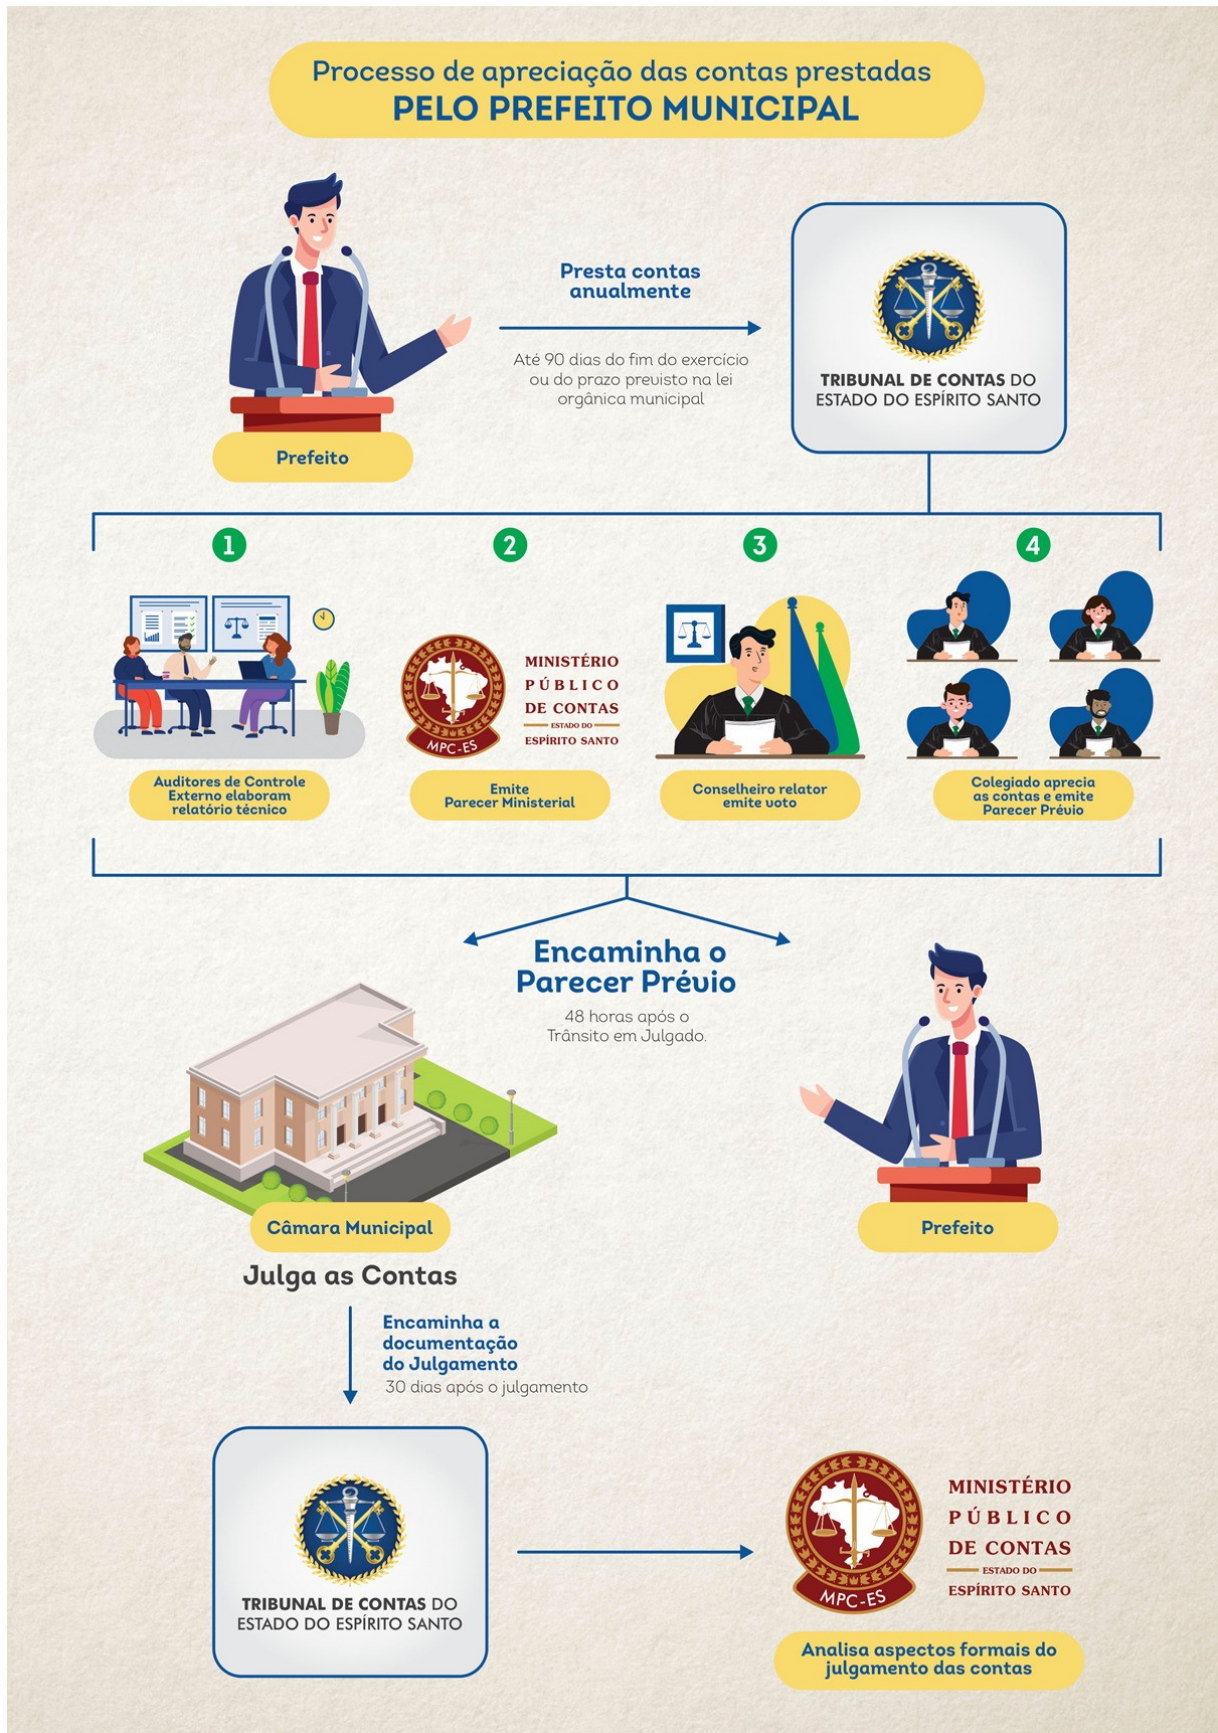 Processo de apreciação das contas prestadas
PELO PREFEITO MUNICIPAL
Presta contas
anualmente
Até 90 dias do fim do exercício
ou do prazo previsto na lei
orgânica municipal
TRIBUNAL DE CONTAS DO
ESTADO DO ESPÍRITO SANTO
Prefeito
1
2
3
4
MINISTÉRIO
PÚBLICO
DE CONTAS
ESTADO DO
ESPÍRITO SANTO
MPC-ES
Auditores de Controle
Externo elaboram
relatório técnico
Emite
Parecer Ministerial
Conselheiro relator
emite voto
Colegiado aprecia
as contas e emite
Parecer Prévio
Encaminha o
Parecer Prévio
48 horas após o
Trânsito em Julgado.
Câmara Municipal
Prefeito
Julga as Contas
Encaminha a
documentação
do Julgamento
30 dias após o julgamento
TRIBUNAL DE CONTAS DO
ESTADO DO ESPÍRITO SANTO
MINISTÉRIO
PÚBLICO
DE CONTAS
ESTADO DO
ESPÍRITO SANTO
MPC-ES
Analisa aspectos formais do
julgamento das contas